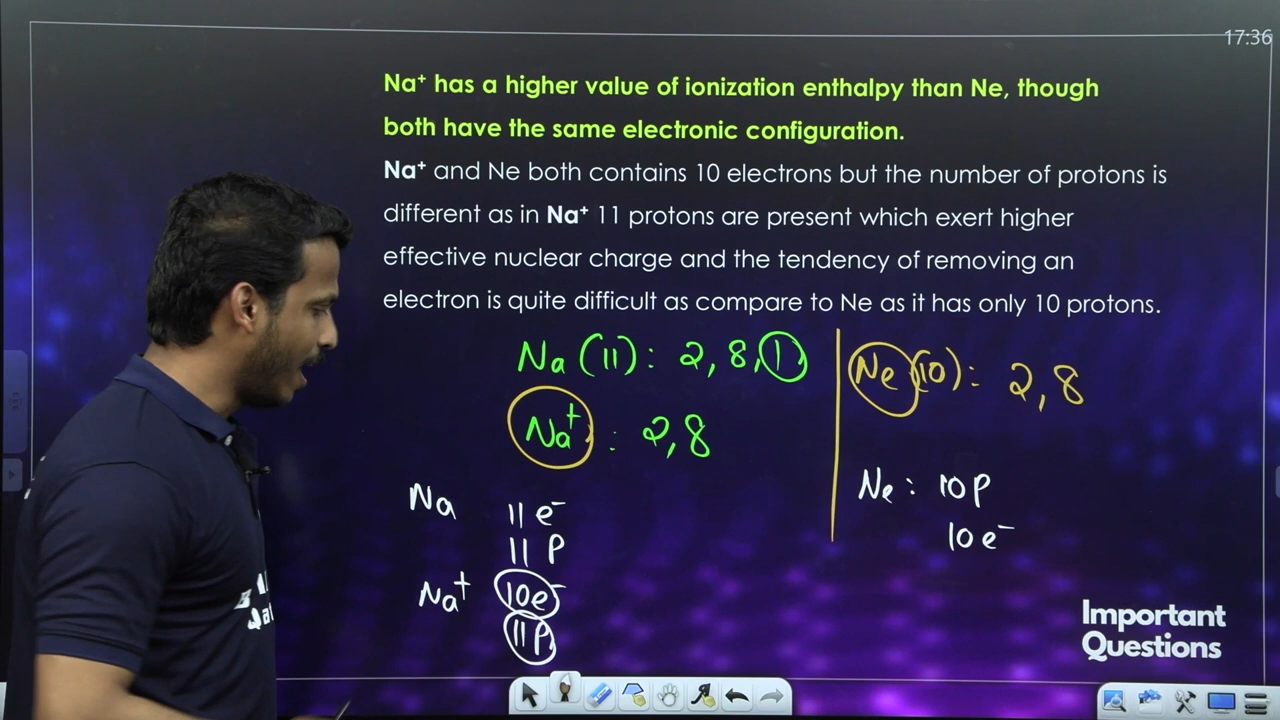 17:36
Na⁺ has a higher value of ionization enthalpy than Ne, though
both have the same electronic configuration.
Na⁺ and Ne both contains 10 electrons but the number of protons is
different as in Na⁺ 11 protons are present which exert higher
effective nuclear charge and the tendency of removing an
electron is quite difficult as compare to Ne as it has only 10 protons.
Na (11) : 2, 8, 1
Na⁺ : 2, 8
Ne (10) : 2, 8
Na 11 e⁻
11 P
Na⁺ 10e⁻
11 P
Ne : 10 P
10 e⁻
Important
Questions